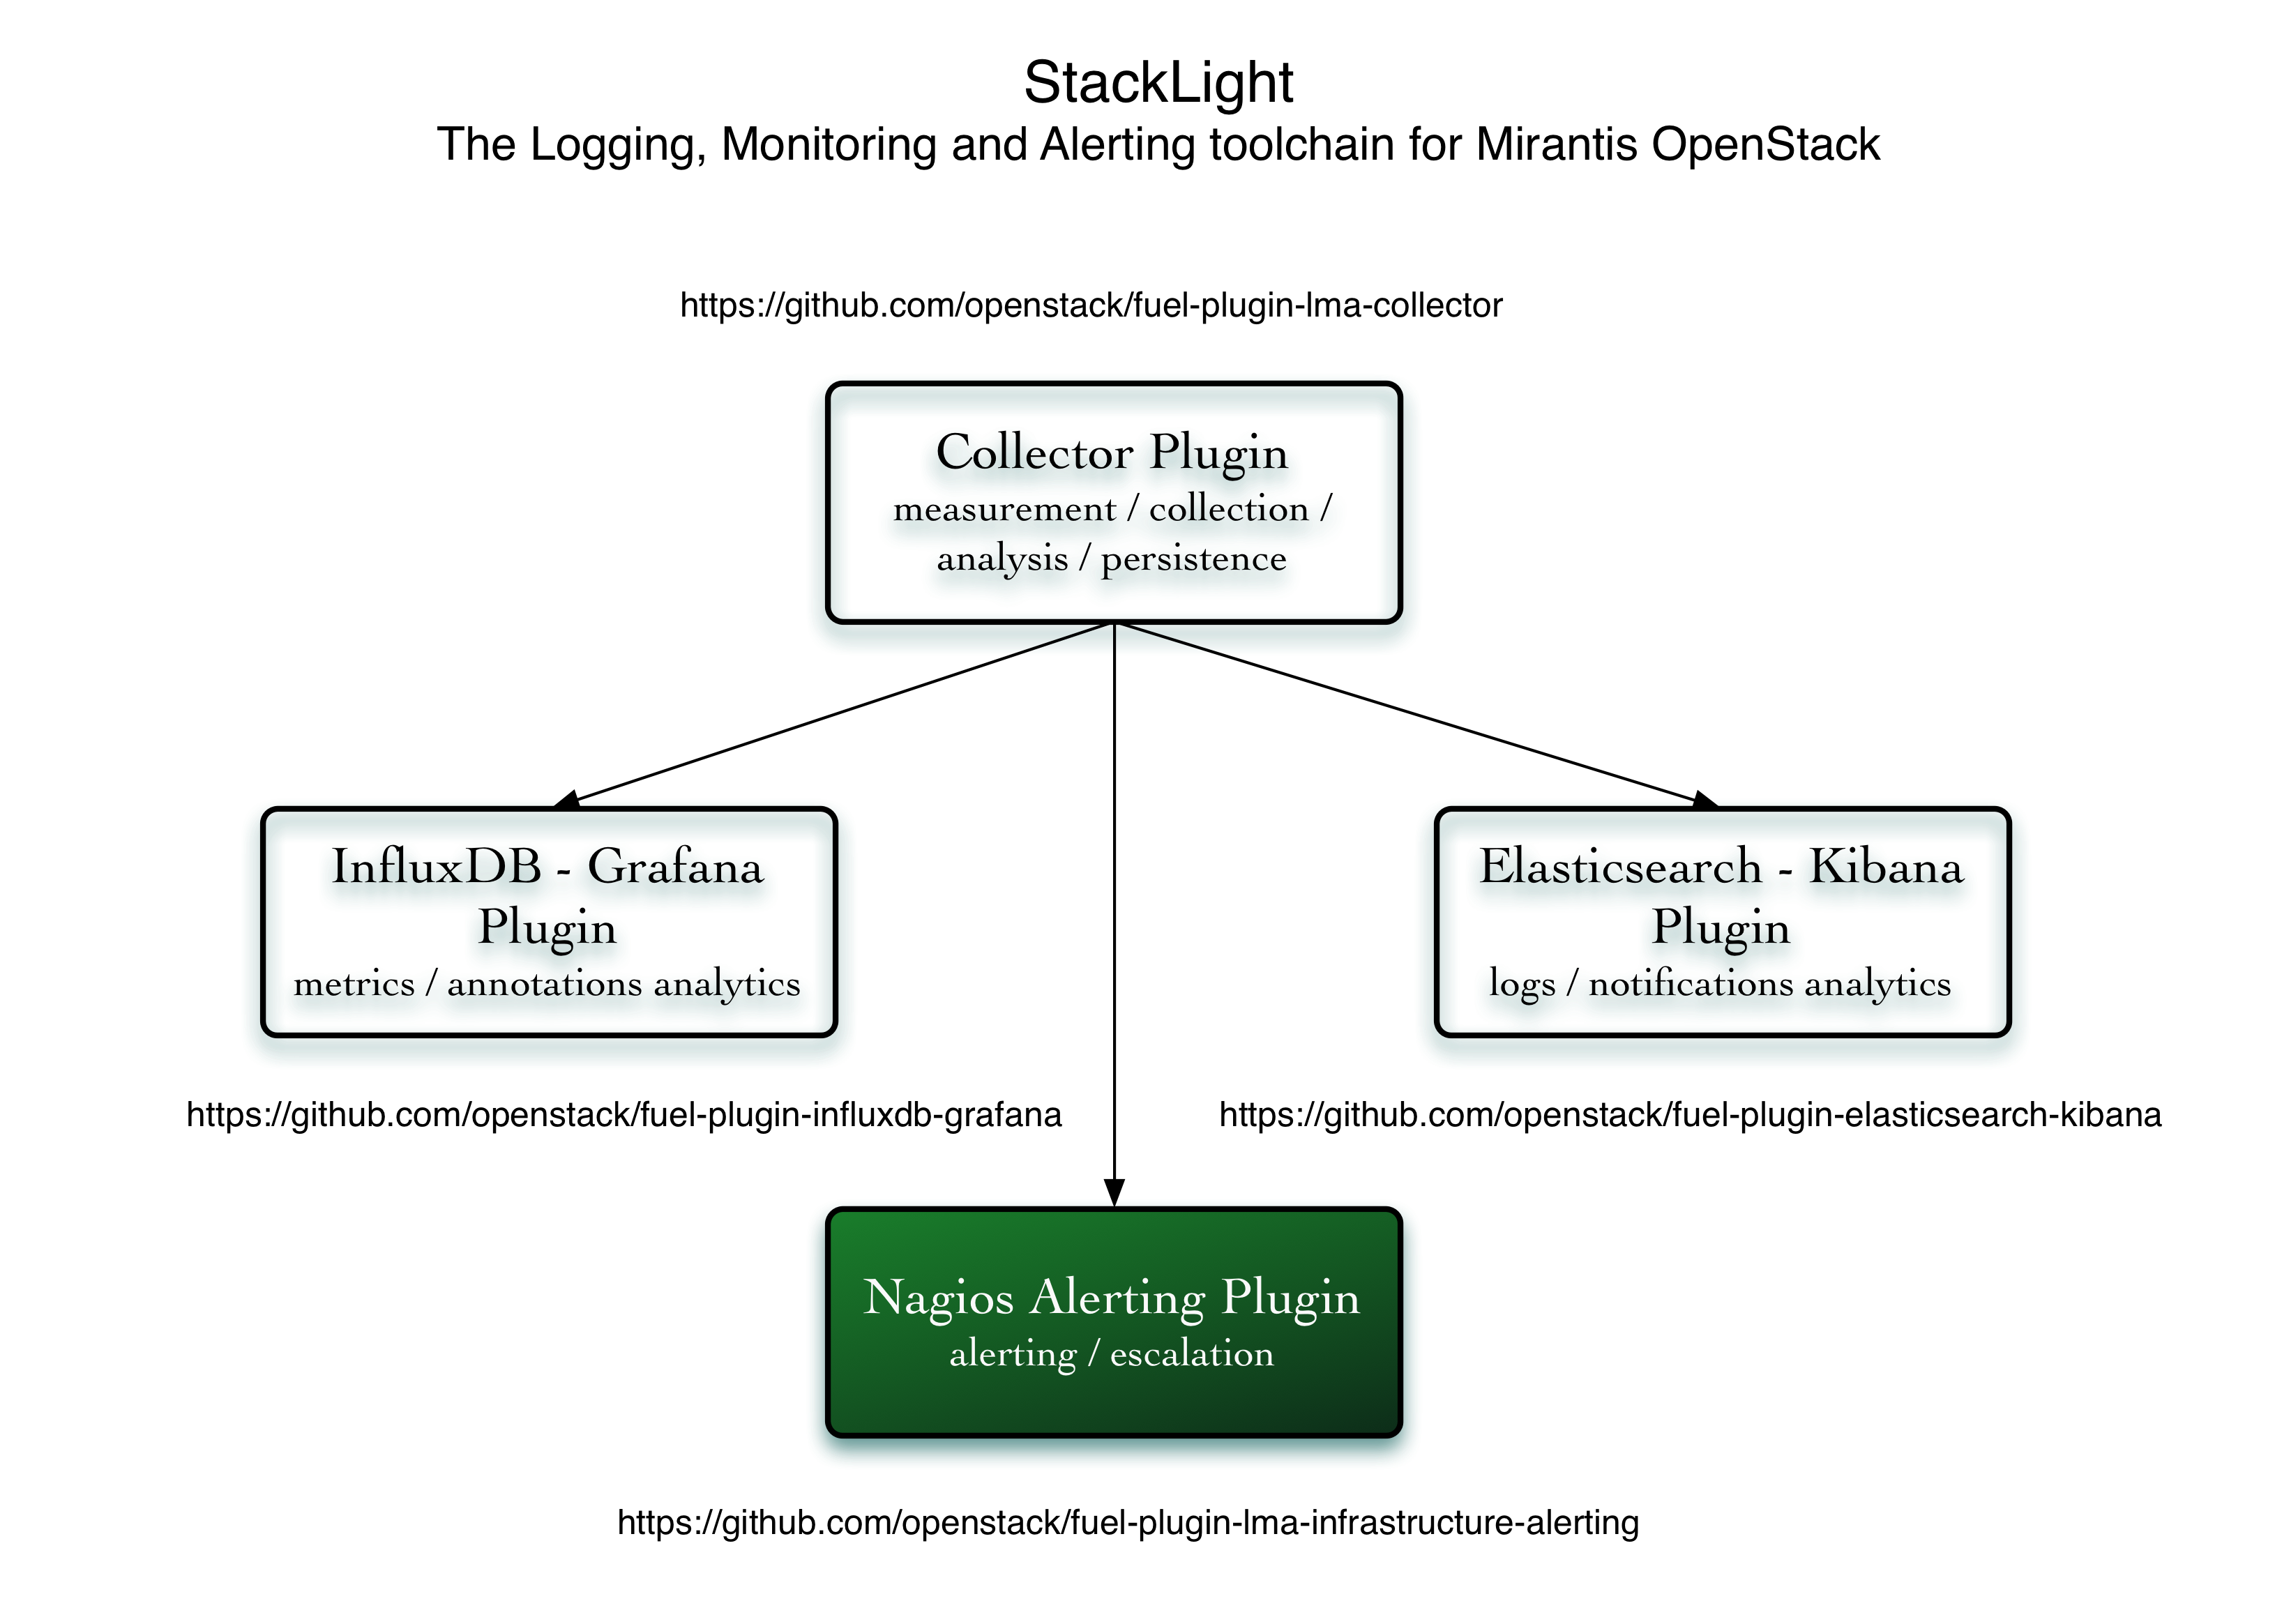 StackLight
The Logging, Monitoring and Alerting toolchain for Mirantis OpenStack
https://github.com/openstack/fuel-plugin-lma-collector
Collector Plugin
measurement / collection /
analysis / persistence
InfluxDB - Grafana
Plugin
metrics / annotations analytics
Elasticsearch - Kibana
Plugin
logs / notifications analytics
https://github.com/openstack/fuel-plugin-influxdb-grafana
https://github.com/openstack/fuel-plugin-elasticsearch-kibana
Nagios Alerting Plugin
alerting / escalation
https://github.com/openstack/fuel-plugin-lma-infrastructure-alerting